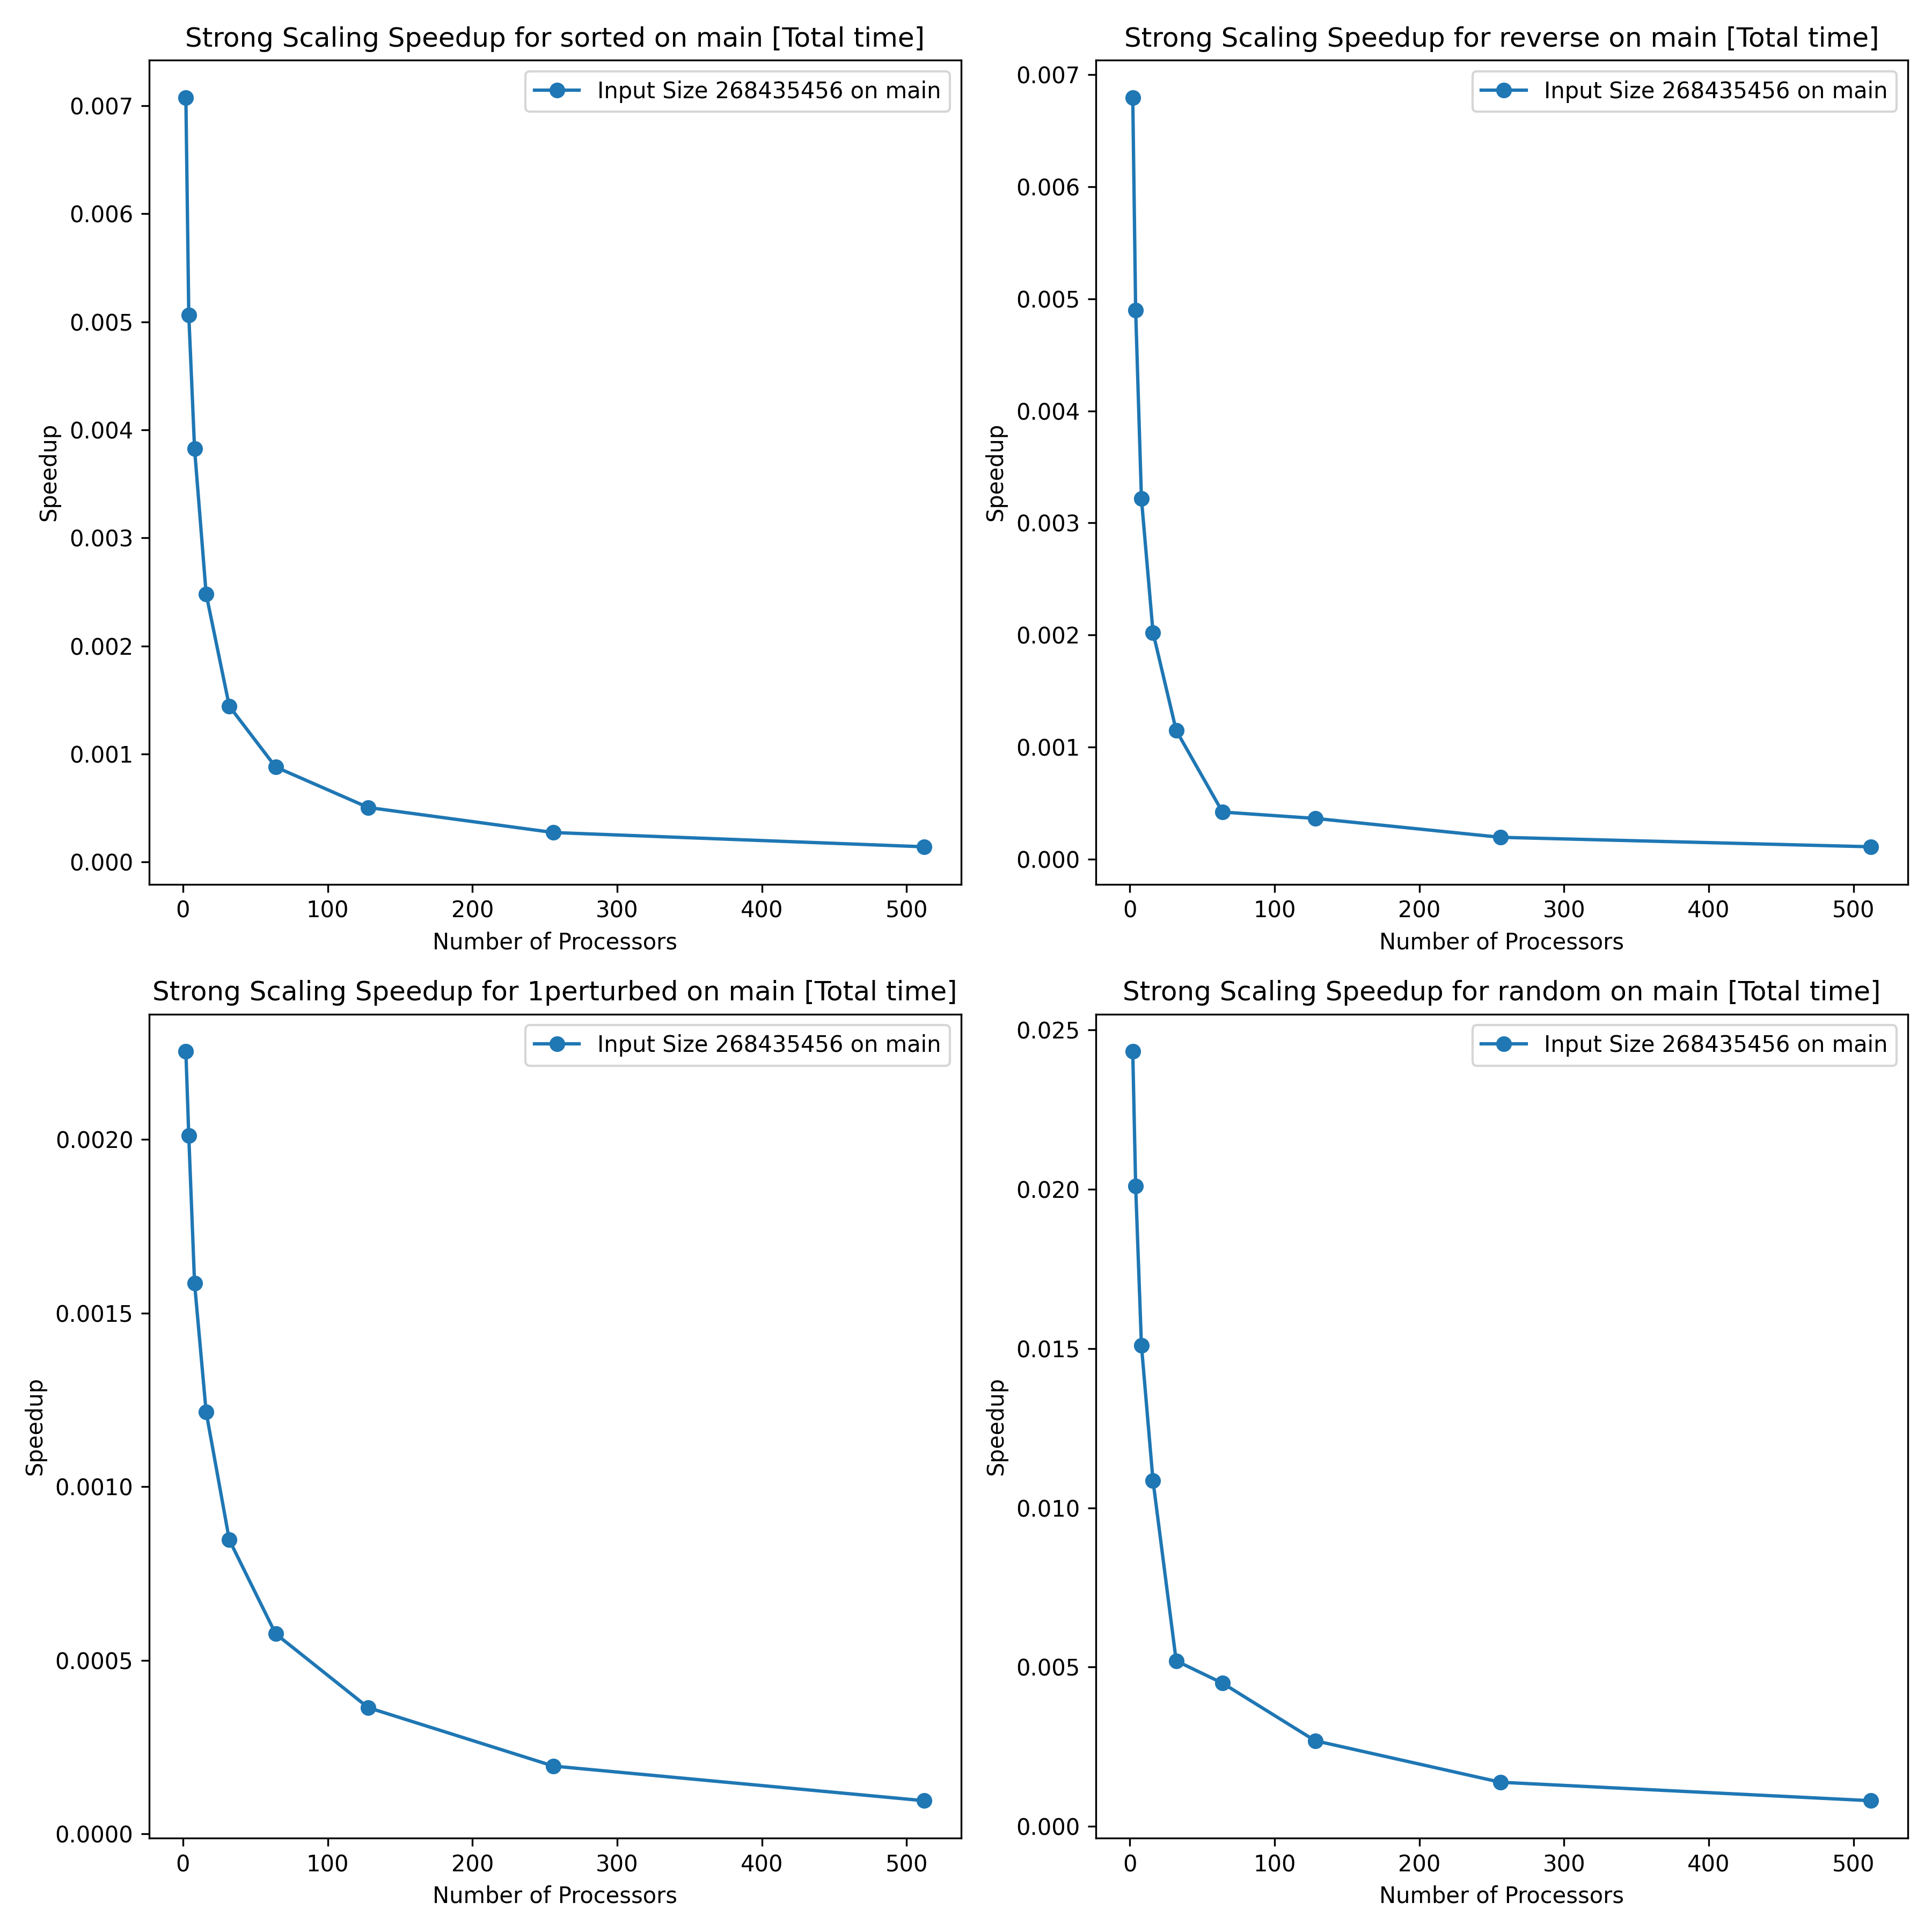 Strong Scaling Speedup for sorted on main [Total time]
Input Size 268435456 on main
0.007
0.006
0.005
0.004
0.003
0.002
0.001
0.000
Speedup
0 100 200 300 400 500
Number of Processors
Strong Scaling Speedup for reverse on main [Total time]
Input Size 268435456 on main
0.007
0.006
0.005
0.004
0.003
0.002
0.001
0.000
Speedup
0 100 200 300 400 500
Number of Processors
Strong Scaling Speedup for 1perturbed on main [Total time]
Input Size 268435456 on main
0.0020
0.0015
0.0010
0.0005
0.0000
Speedup
0 100 200 300 400 500
Number of Processors
Strong Scaling Speedup for random on main [Total time]
Input Size 268435456 on main
0.025
0.020
0.015
0.010
0.005
0.000
Speedup
0 100 200 300 400 500
Number of Processors